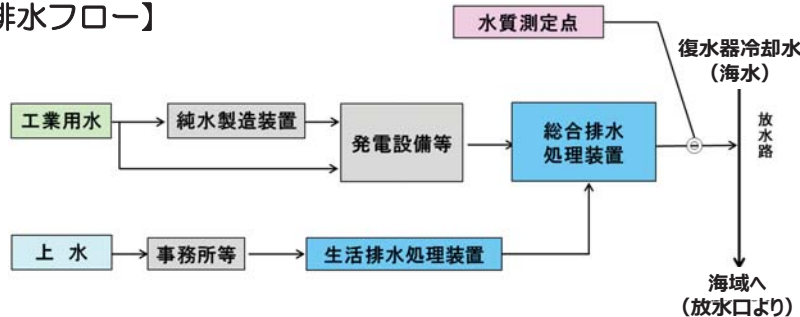 排水フロー】
水質測定点
復水器冷却水
（海水）
工業用水
純水製造装置
発電設備等
総合排水
処理装置
放水路
上 水
事務所等
生活排水処理装置
海域へ
（放水口より）